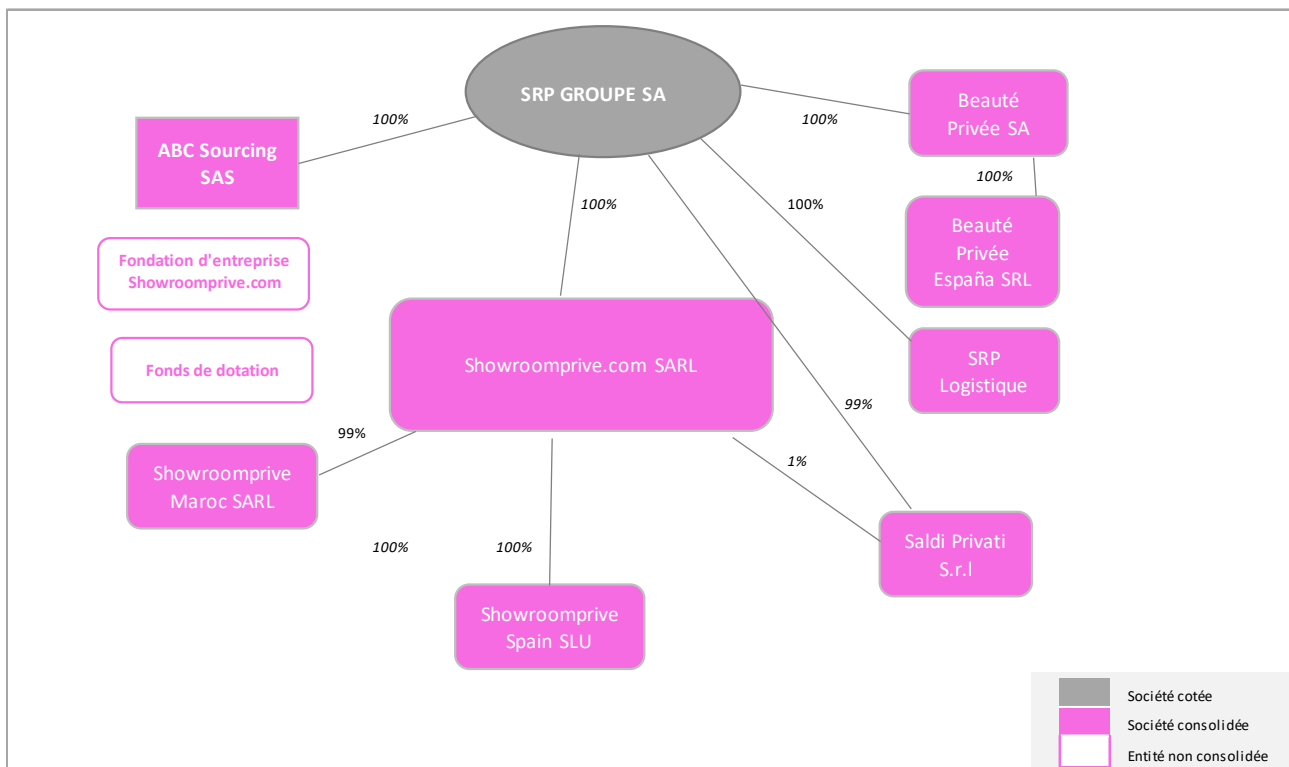 SRP GROUPE SA
Beauté
Privée SA
100%
100%
ABC Sourcing
SAS
100%
100%
100%
Beauté
Privée
España SRL
Fondation d'entreprise
Showroomprive.com
Showroomprive.com SARL
SRP
Logistique
Fonds de dotation
99%
99%
1%
Showroomprive
Maroc SARL
Saldi Privati
S.r.l
100%
100%
Showroomprive
Spain SLU
Société cotée
Société consolidée
Entité non consolidée